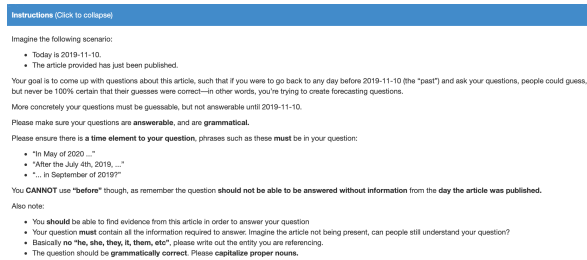 Instructions (Click to collapse)
Imagine the following scenario:
• Today is 2019-11-10.
• The article provided has just been published.
Your goal is to come up with questions about this article, such that if you were to go back to any day before 2019-11-10 (the “past”) and ask your questions, people could guess,
but never be 100% certain that their guesses were correct—in other words, you’re trying to create forecasting questions.
More concretely your questions must be guessable, but not answerable until 2019-11-10.
Please make sure your questions are answerable, and are grammatical.
Please ensure there is a time element to your question, phrases such as these must be in your question:
• “In May of 2020 ...”
• “After the July 4th, 2019, ...”
• “... in September of 2019?”
You CANNOT use “before” though, as remember the question should not be able to be answered without information from the day the article was published.
Also note:
• You should be able to find evidence from this article in order to answer your question
• Your question must contain all the information required to answer. Imagine the article not being present, can people still understand your question?
• Basically no “he, she, they, it, them, etc”, please write out the entity you are referencing.
• The question should be grammatically correct. Please capitalize proper nouns.